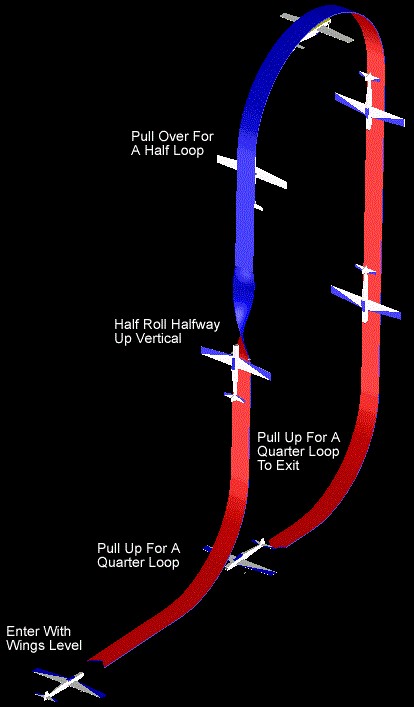 Pull Over For
A Half Loop
Half Roll Halfway
Up Vertical
Pull Up For A
Quarter Loop
To Exit
Pull Up For A
Quarter Loop
Enter With
Wings Level